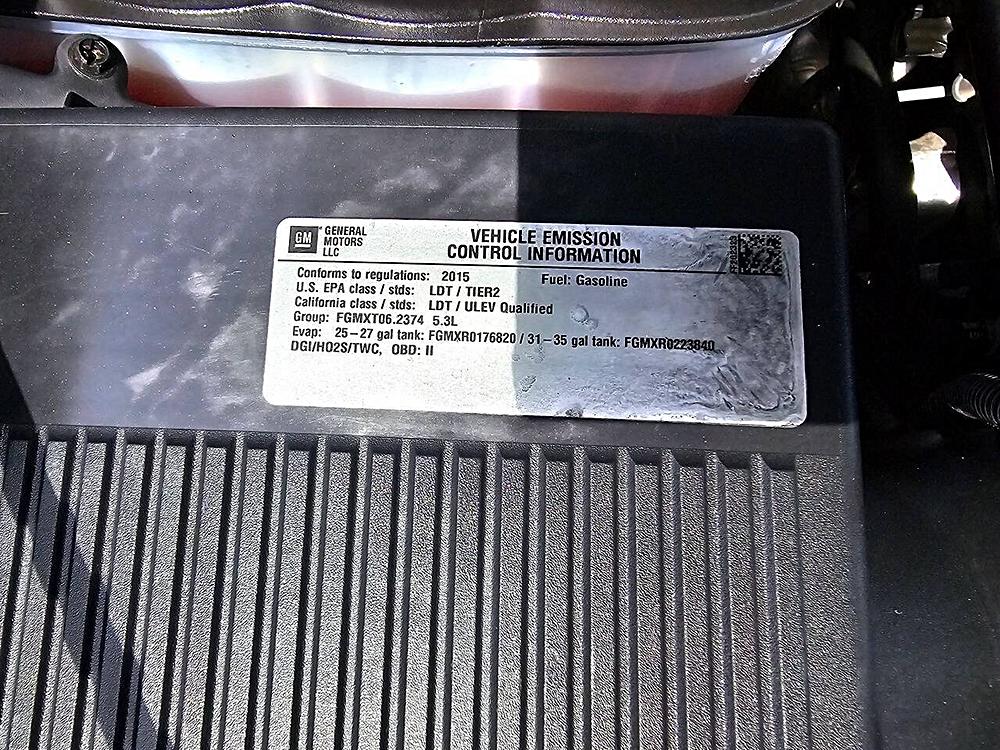 GM
GENERAL
MOTORS
LLC
VEHICLE EMISSION
CONTROL INFORMATION
Conforms to regulations: 2015 Fuel: Gasoline
U.S. EPA class / stds: LDT / TIER2
California class / stds: LDT / ULEV Qualified
Group: FGMXT06.2374 5.3L
Evap: 25-27 gal tank: FGMXR0176820 / 31-35 gal tank: FGMXR0223840
DGI/HO2S/TWC, OBD: II